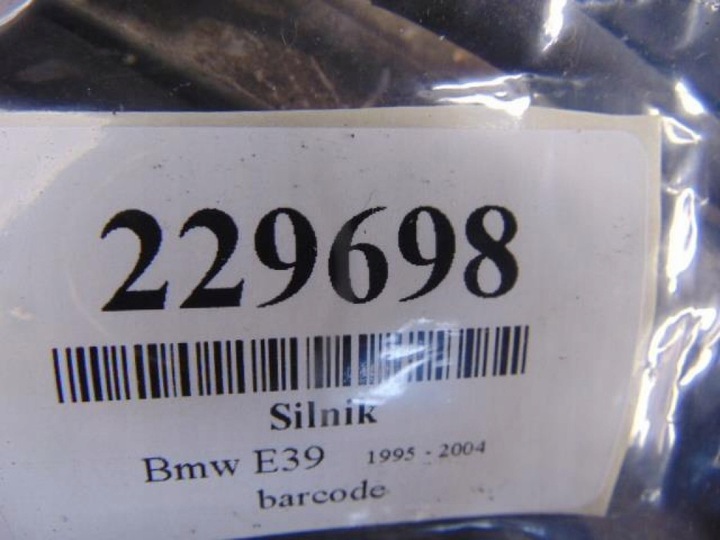 229698
Silnik
Bmw E39 1995 - 2004
barcode